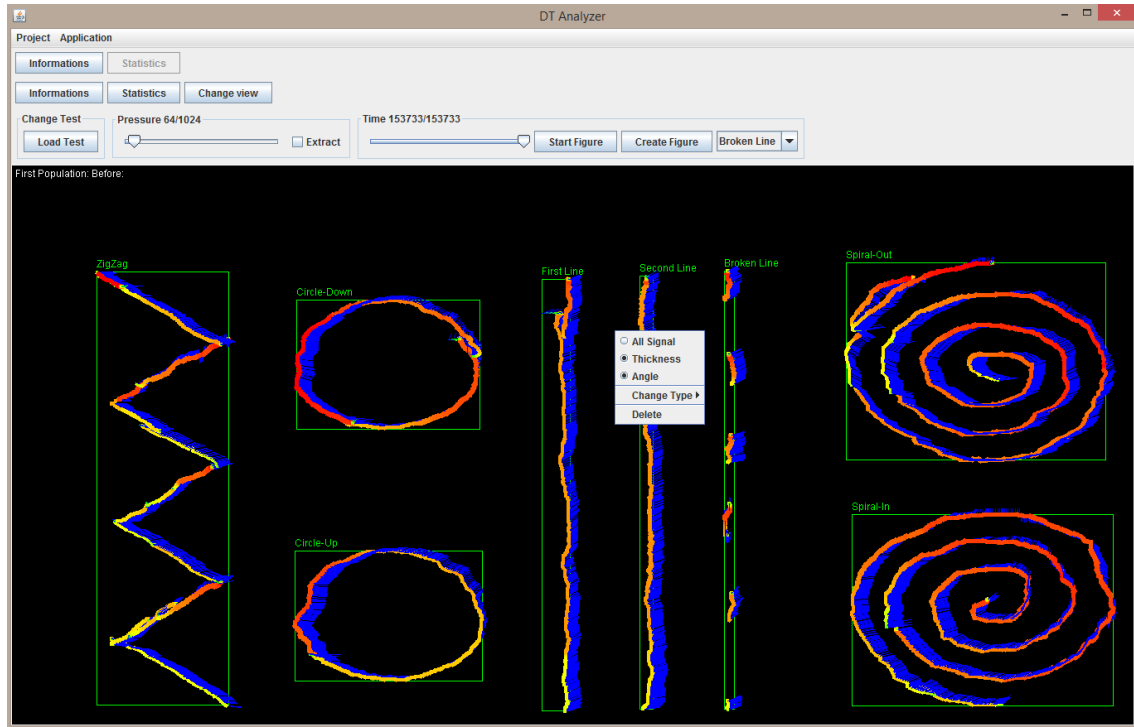 DT Analyzer
Project Application
Informations Statistics
Informations Statistics Change view
Change Test Pressure 64/1024 Time 153733/153733
Load Test Extract Start Figure Create Figure Broken Line
First Population: Before:
ZigZag
Circle-Down
First Line
Second Line
Broken Line
Spiral-Out
All Signal
Thickness
Angle
Change Type
Delete
Circle-Up
Spiral-In